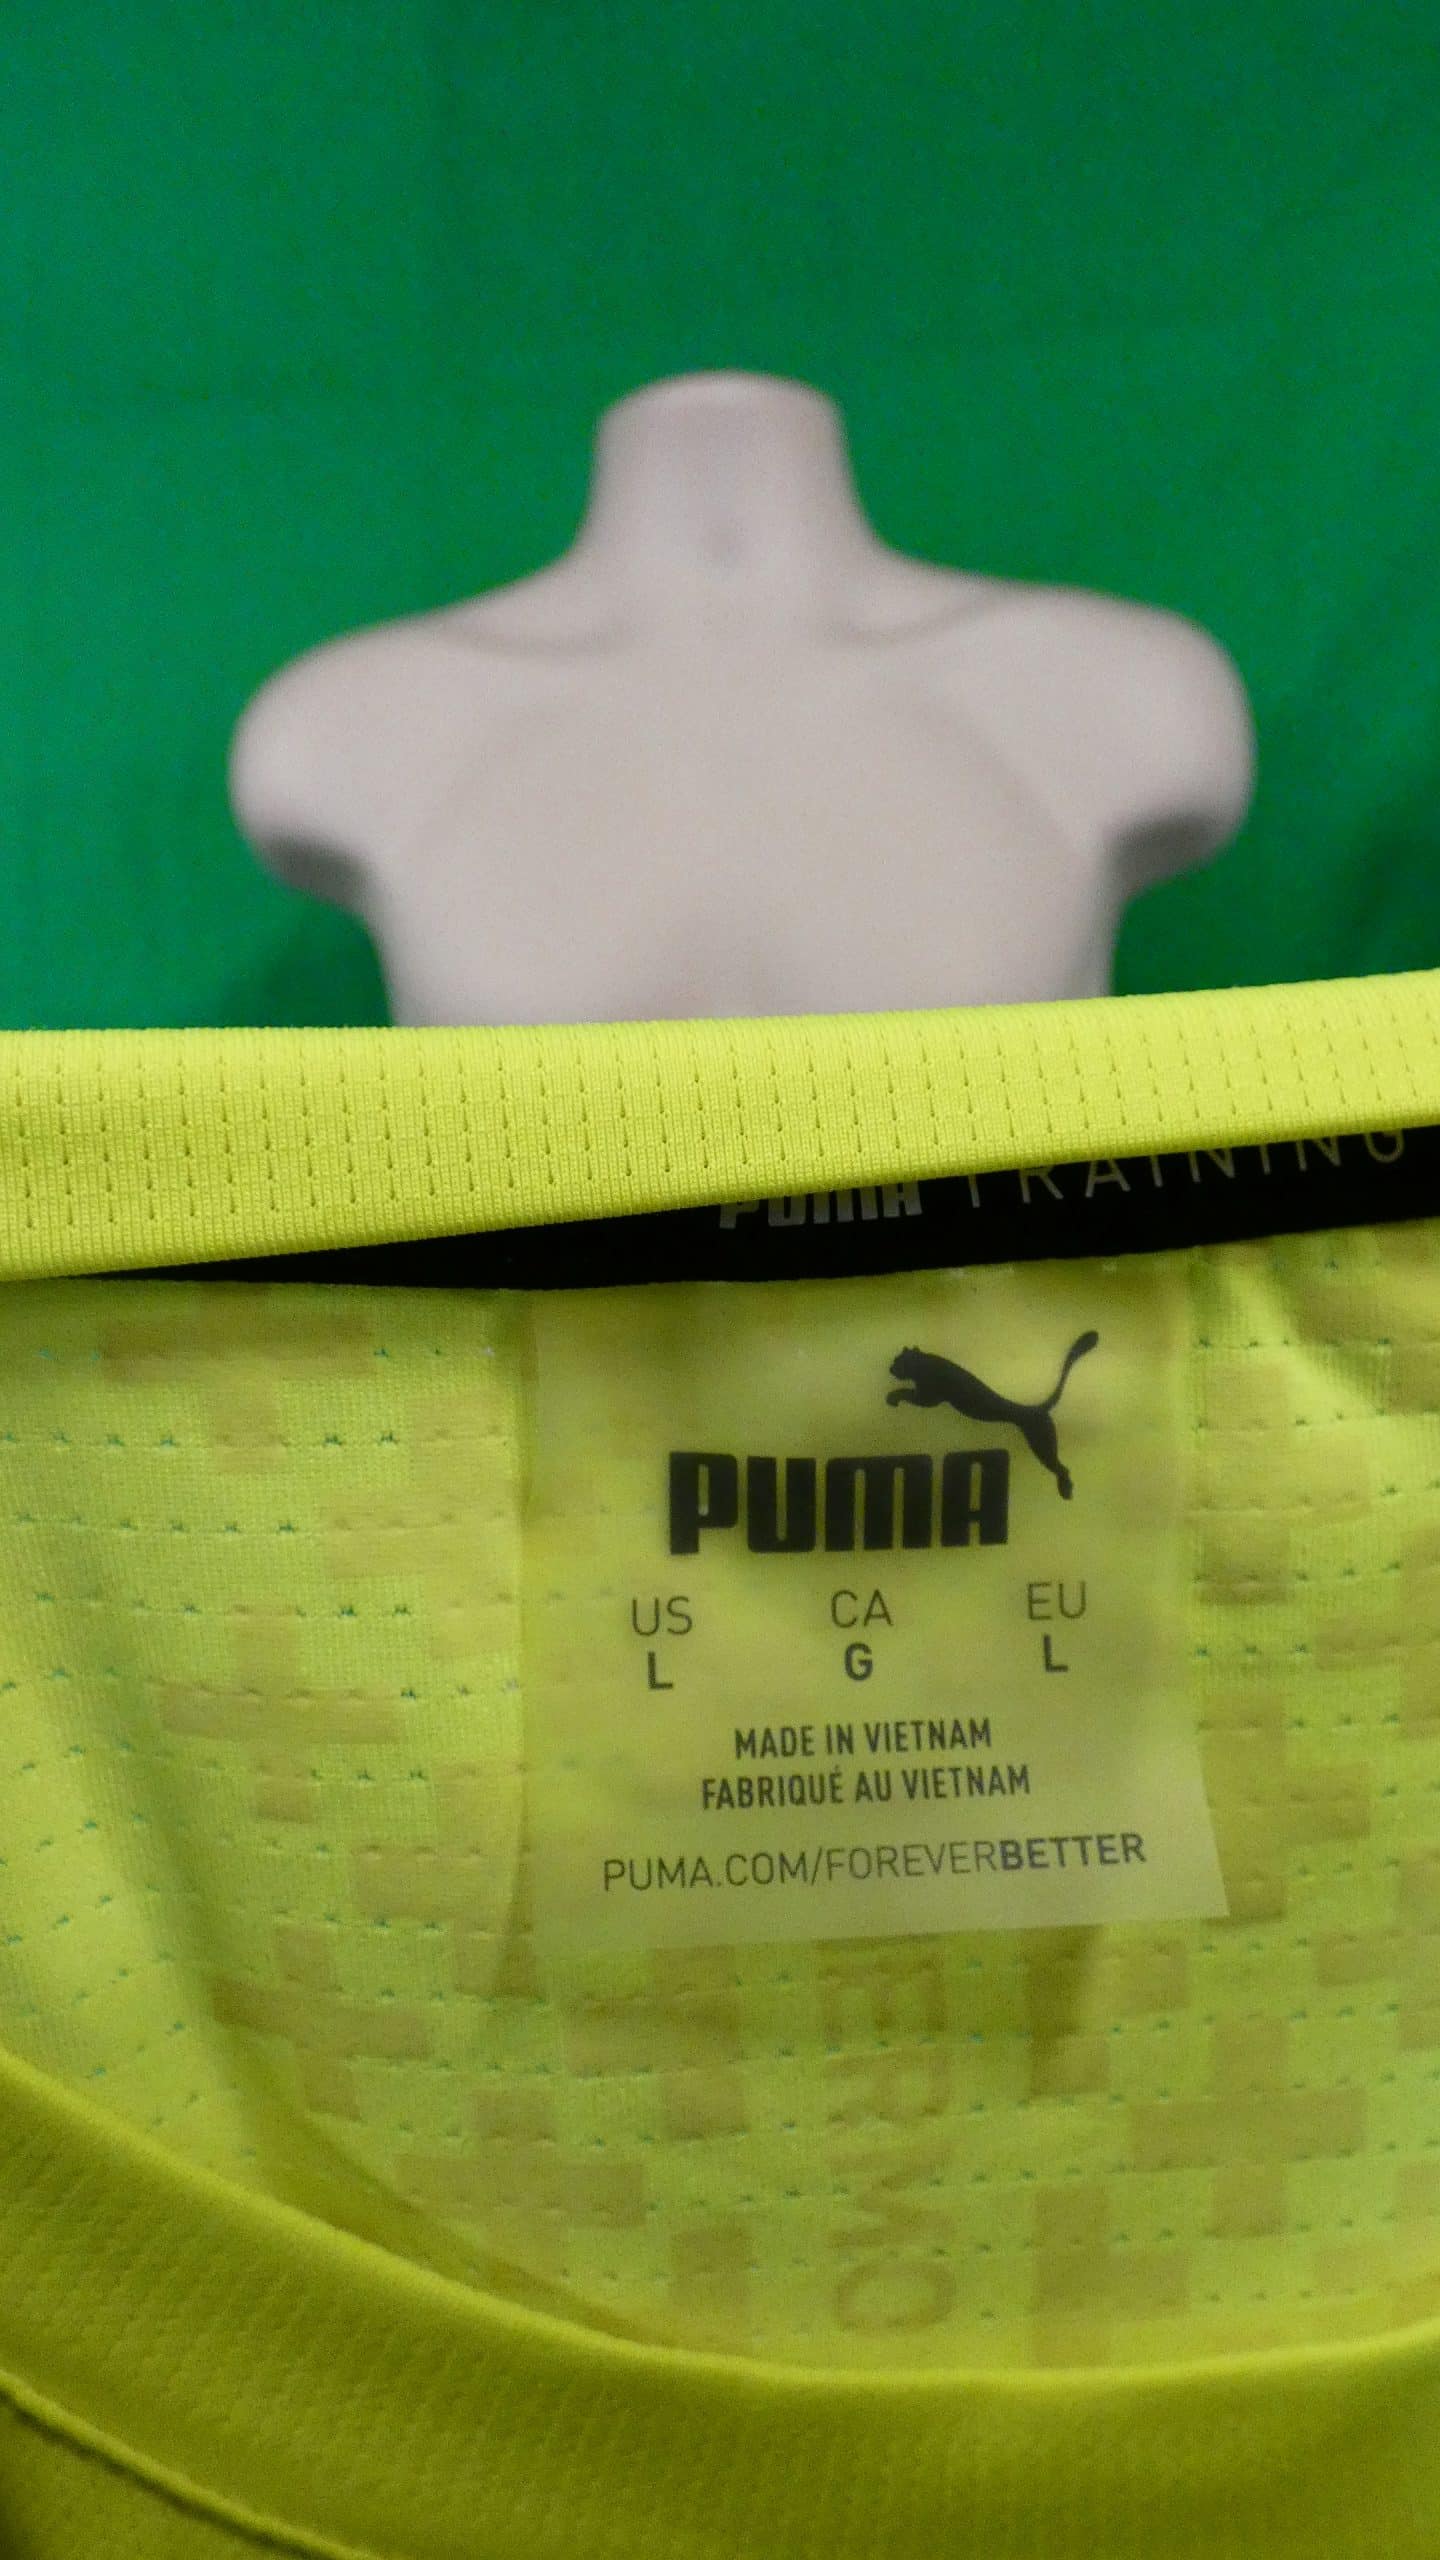 PUMA TRAINING
PUMA
US CA EU
L G L
MADE IN VIETNAM
FABRIQUÉ AU VIETNAM
PUMA.COM/FOREVERBETTER